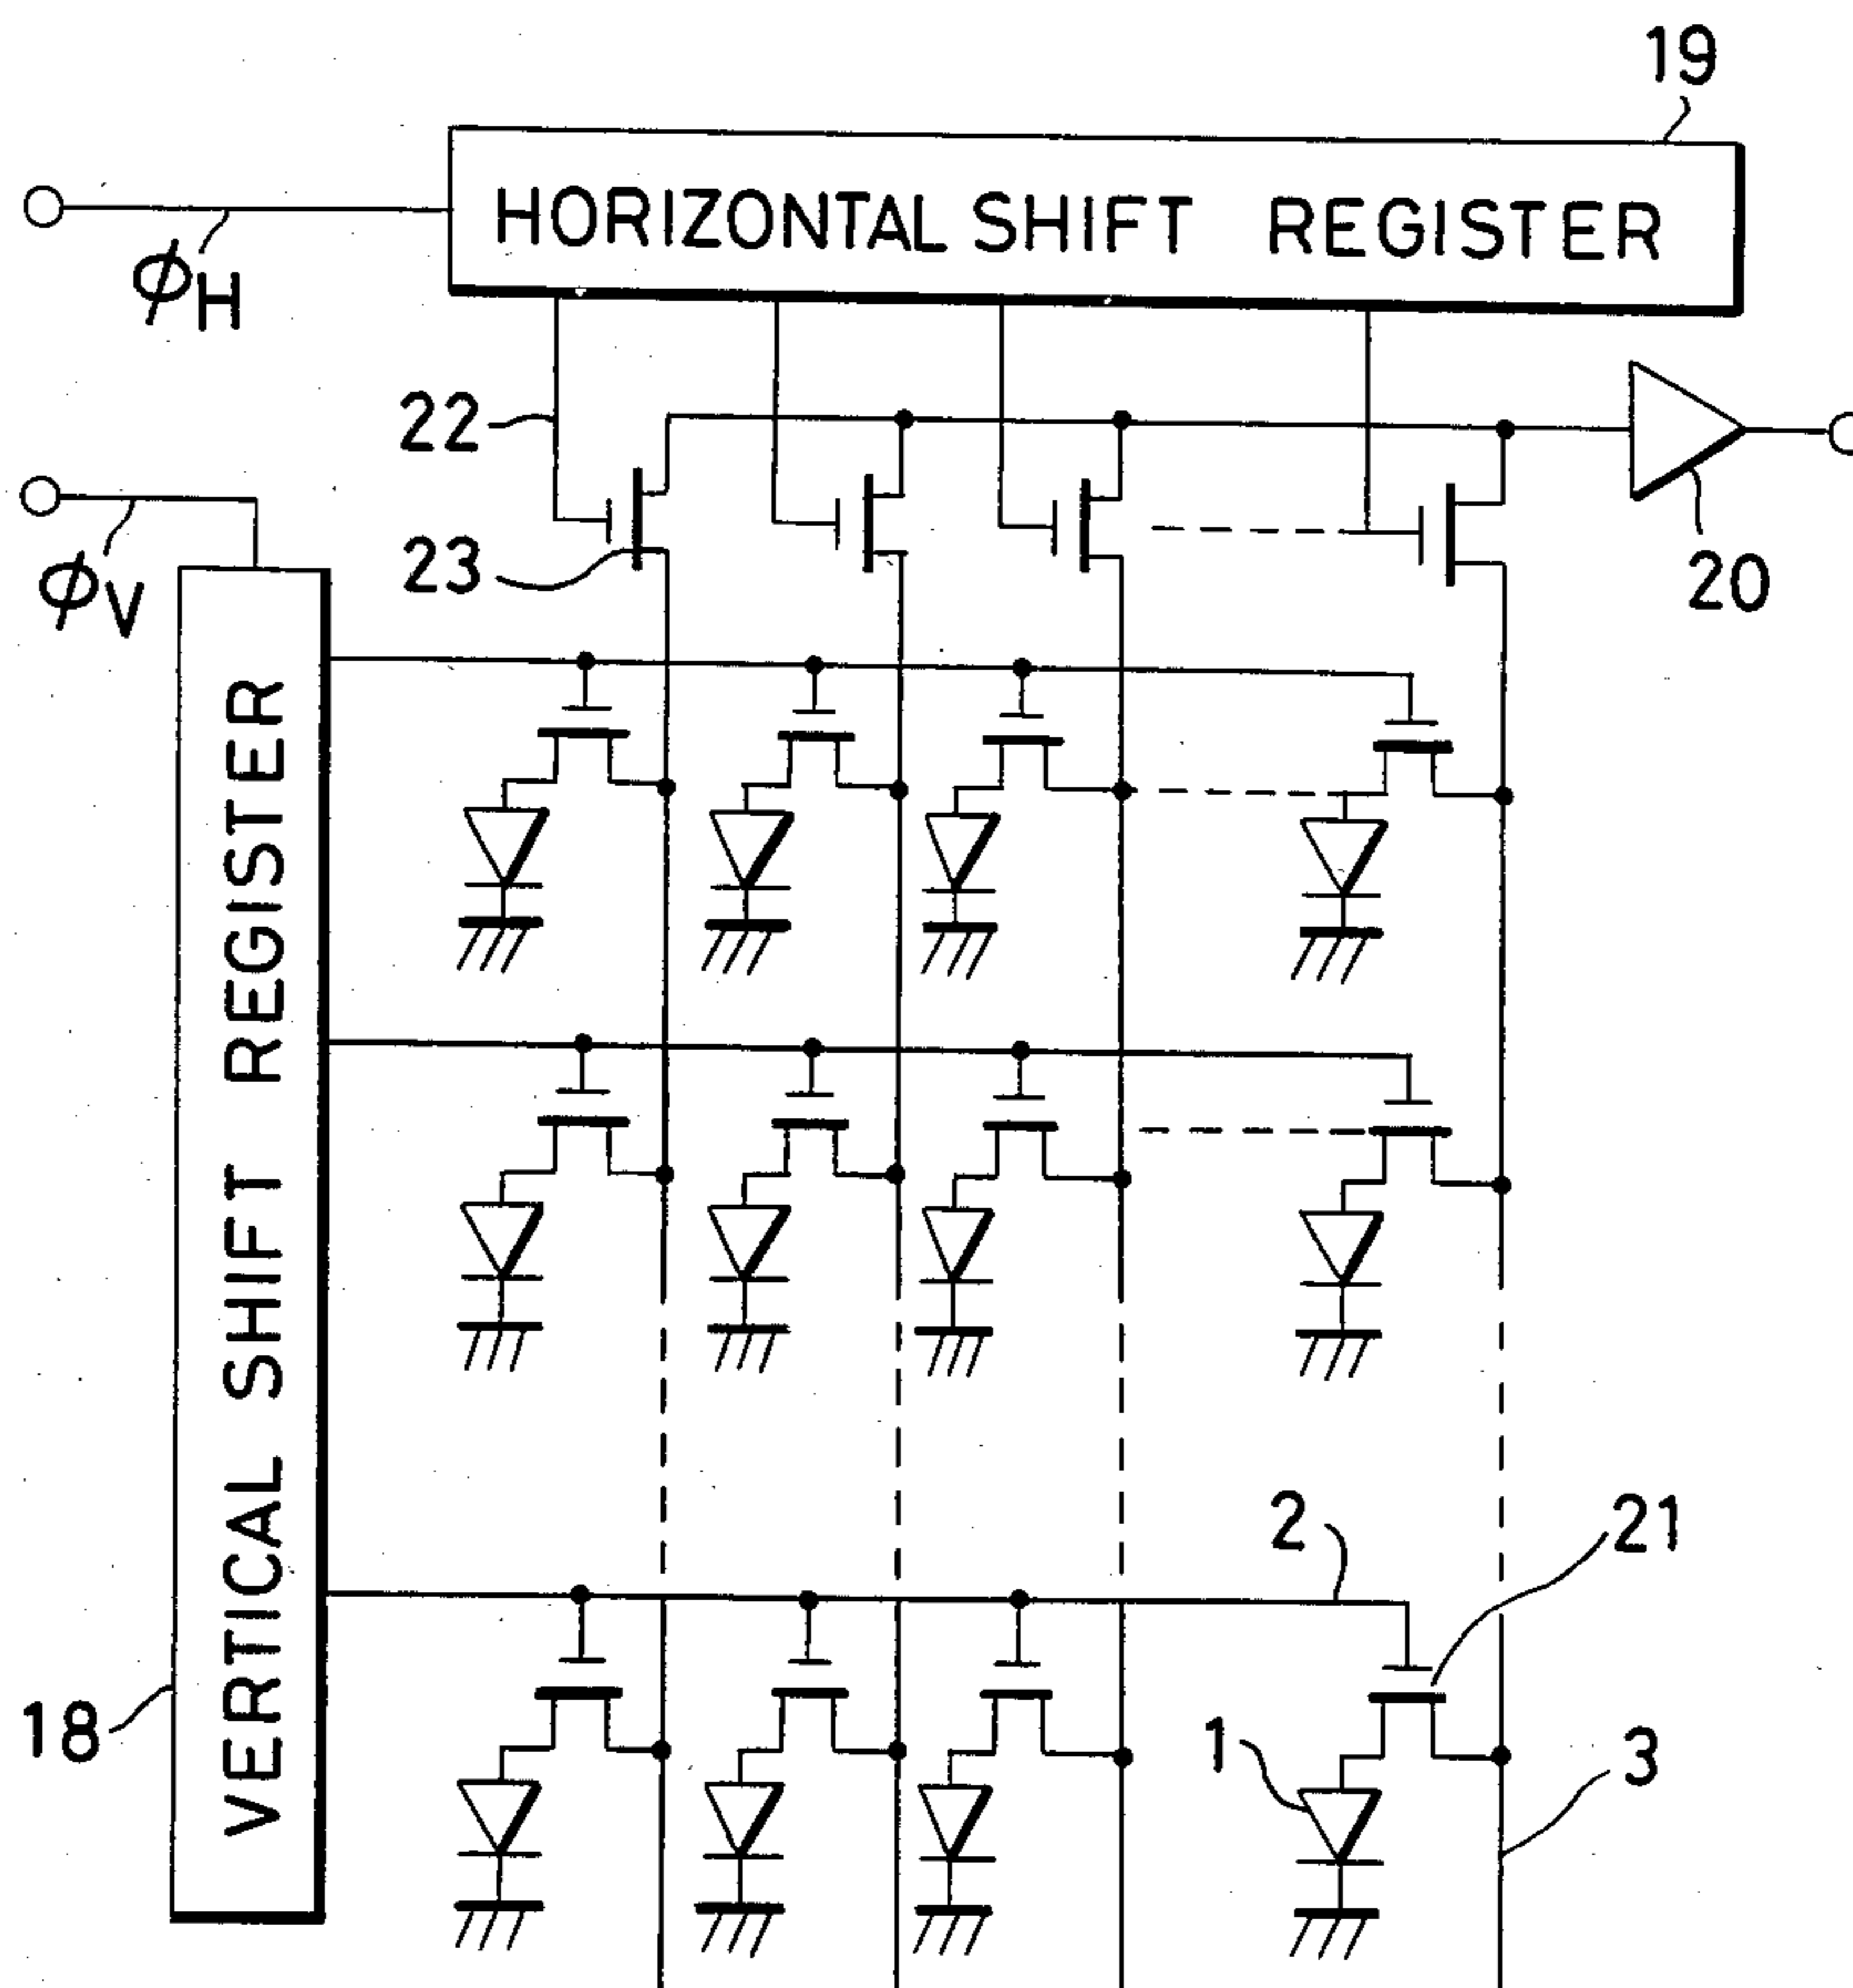 19
HORIZONTAL SHIFT REGISTER
ϕH
22
23
20
ϕV
VERTICAL SHIFT REGISTER
2
21
18
1
3